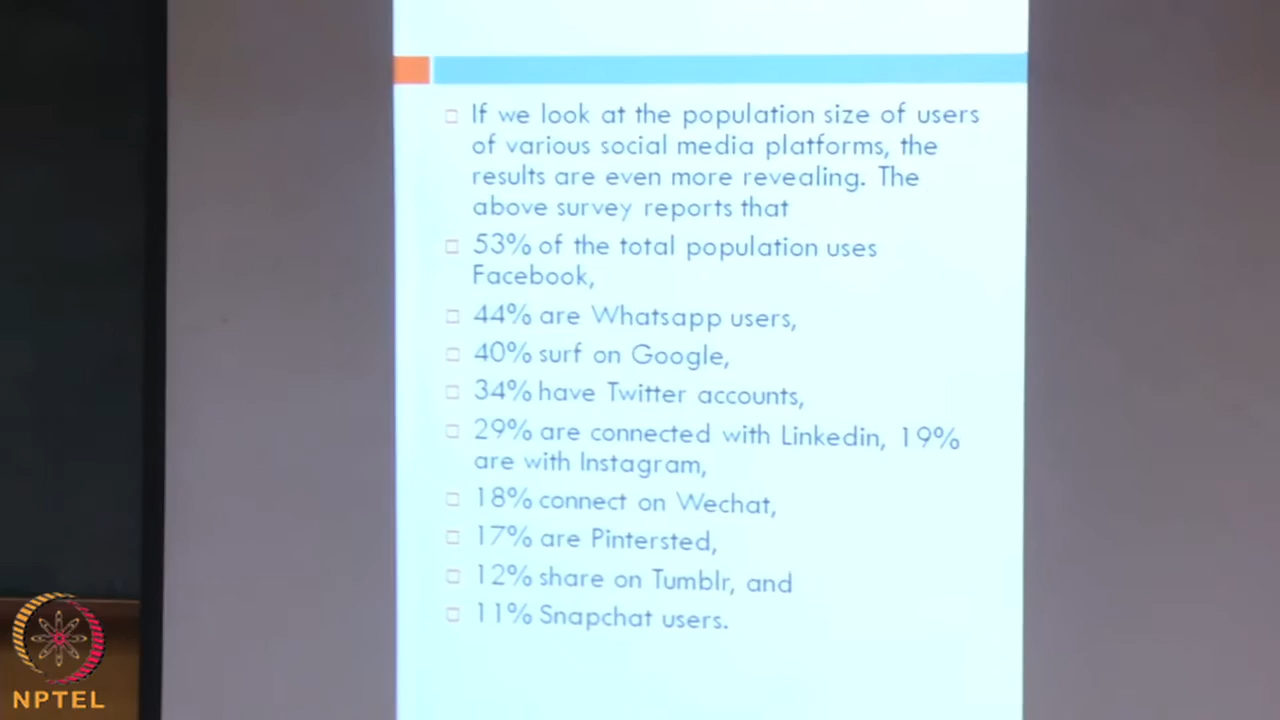 If we look at the population size of users
of various social media platforms, the
results are even more revealing. The
above survey reports that
53% of the total population uses
Facebook,
44% are Whatsapp users,
40% surf on Google,
34% have Twitter accounts,
29% are connected with Linkedin, 19%
are with Instagram,
18% connect on Wechat,
17% are Pintersted,
12% share on Tumblr, and
11% Snapchat users.
NPTEL